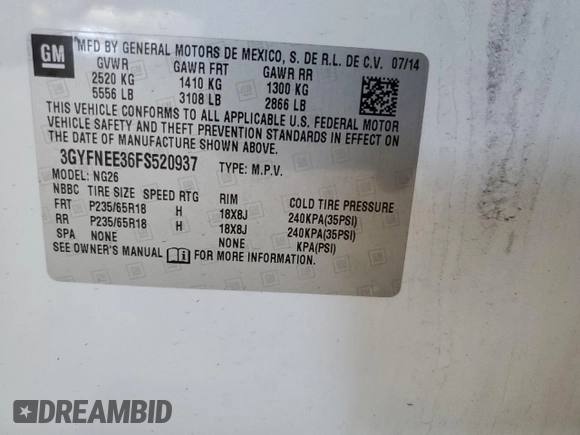 GM
MFD BY GENERAL MOTORS DE MEXICO, S. DE R.L. DE C.V. 07/14
GVWR GAWR FRT GAWR RR
2520 KG 1410 KG 1300 KG
5556 LB 3108 LB 2866 LB
THIS VEHICLE CONFORMS TO ALL APPLICABLE U.S. FEDERAL MOTOR
VEHICLE SAFETY AND THEFT PREVENTION STANDARDS IN EFFECT ON
THE DATE OF MANUFACTURE SHOWN ABOVE.
3GYFNEE36FS520937 TYPE: M.P.V.
MODEL: NG26
NBBC TIRE SIZE SPEED RTG RIM COLD TIRE PRESSURE
FRT P235/65R18 H 18X8J 240KPA(35PSI)
RR P235/65R18 H 18X8J 240KPA(35PSI)
SPA NONE NONE KPA(PSI)
SEE OWNER'S MANUAL FOR MORE INFORMATION.
DREAMBID